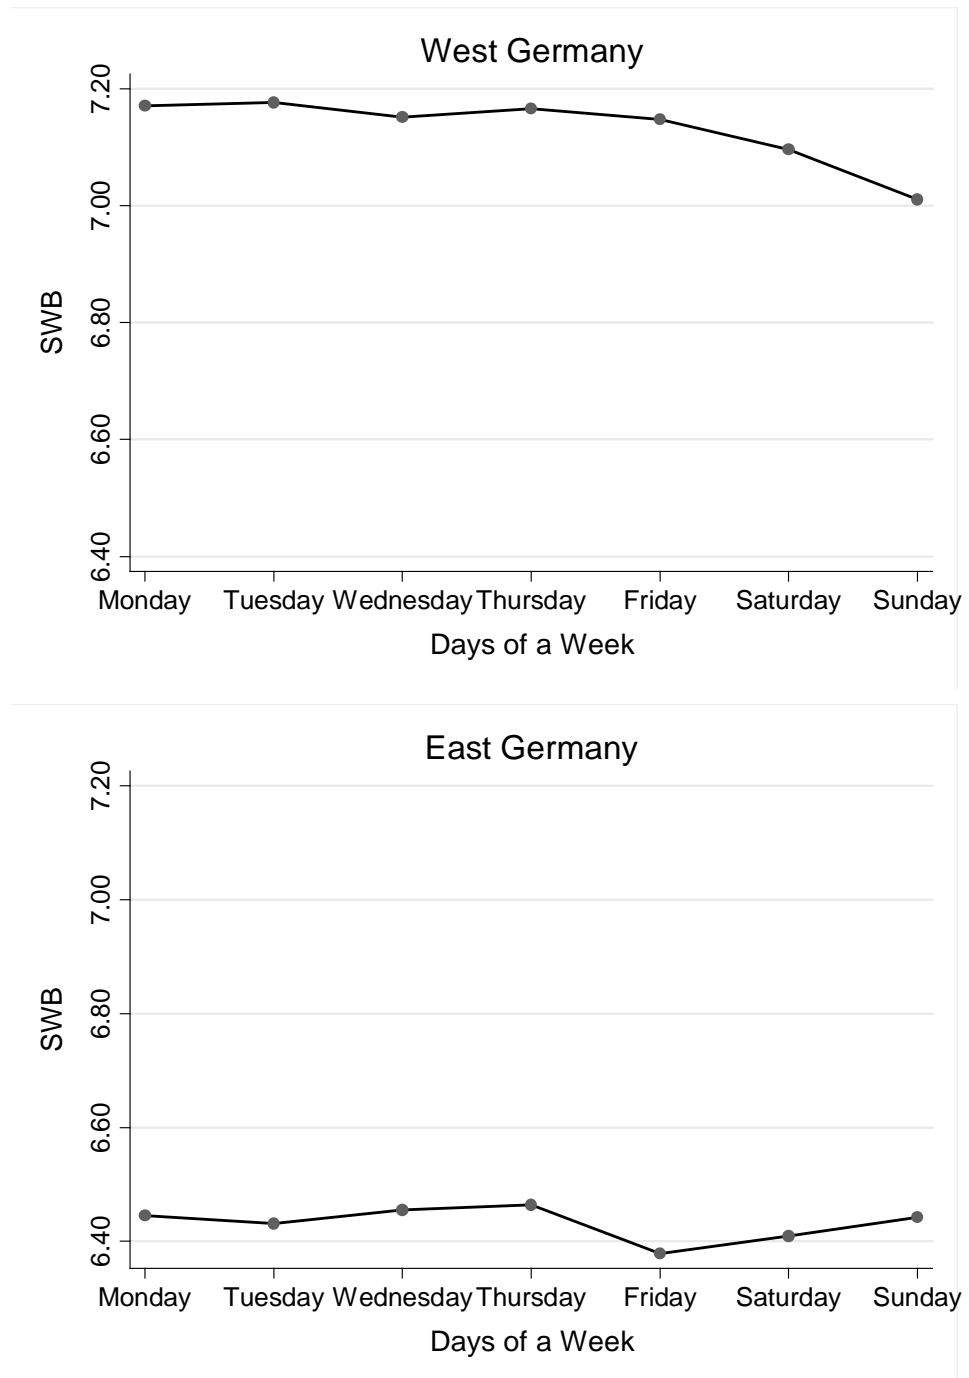 West Germany
7.20
7.00
6.80
6.60
6.40
SWB
Monday Tuesday Wednesday Thursday Friday Saturday Sunday
Days of a Week
East Germany
7.20
7.00
6.80
6.60
6.40
SWB
Monday Tuesday Wednesday Thursday Friday Saturday Sunday
Days of a Week